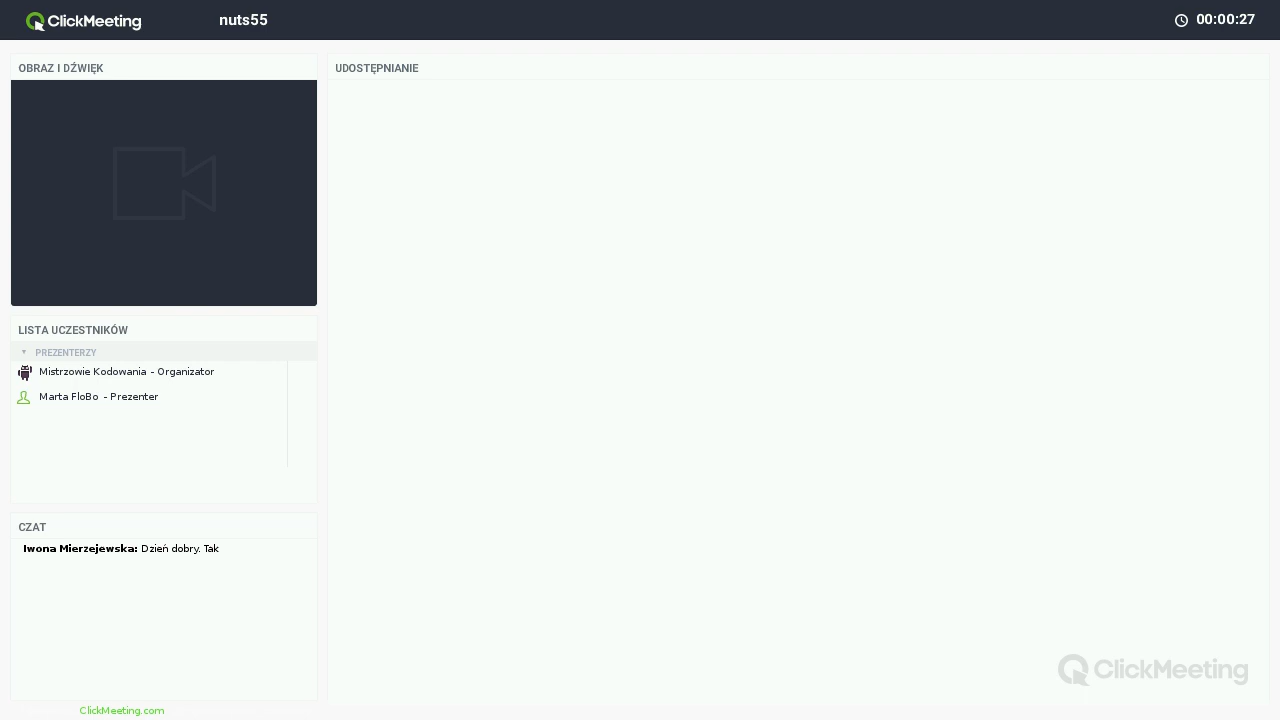 ClickMeeting
nuts55
00:00:27
OBRAZ I DŹWIĘK
UDOSTĘPNIANIE
LISTA UCZESTNIKÓW
PREZENTERZY
Mistrzowie Kodowania - Organizator
Marta FloBo - Prezenter
CZAT
Iwona Mierzejewska: Dzień dobry. Tak
ClickMeeting
ClickMeeting.com